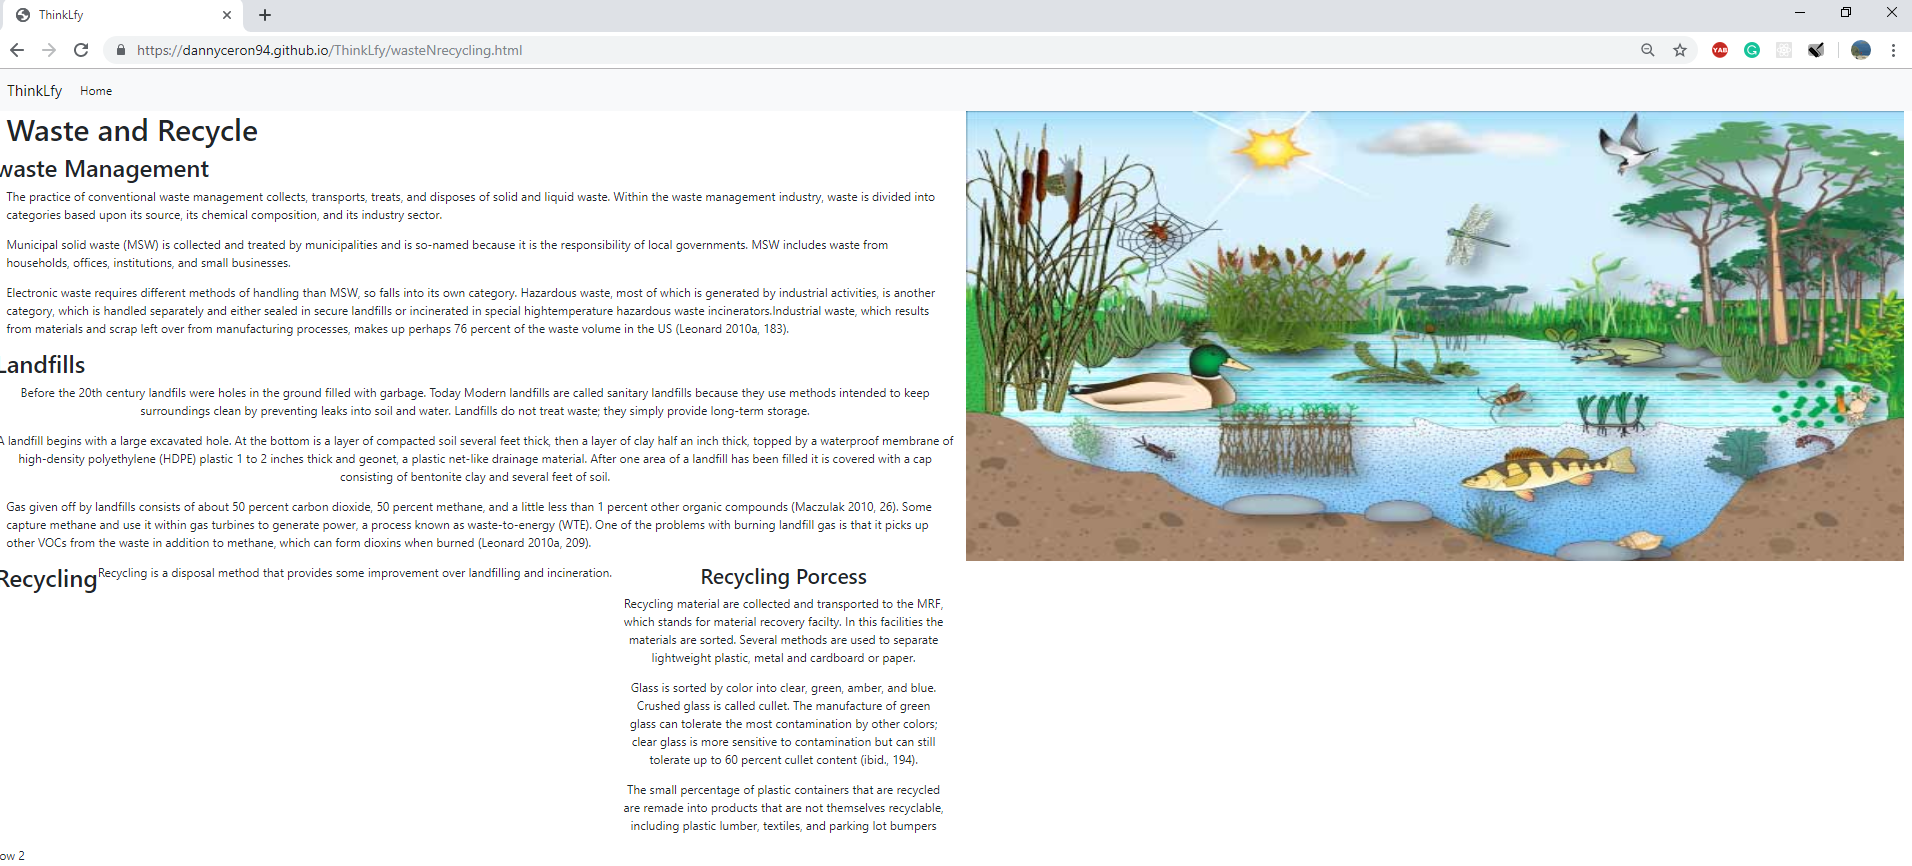 ThinkLfy
https://dannyceron94.github.io/ThinkLfy/wasteNrecycling.html
YAB
G
ThinkLfy Home
Waste and Recycle
waste Management
The practice of conventional waste management collects, transports, treats, and disposes of solid and liquid waste. Within the waste management industry, waste is divided into
categories based upon its source, its chemical composition, and its industry sector.
Municipal solid waste (MSW) is collected and treated by municipalities and is so-named because it is the responsibility of local governments. MSW includes waste from
households, offices, institutions, and small businesses.
Electronic waste requires different methods of handling than MSW, so falls into its own category. Hazardous waste, most of which is generated by industrial activities, is another
category, which is handled separately and either sealed in secure landfills or incinerated in special hightemperature hazardous waste incinerators.Industrial waste, which results
from materials and scrap left over from manufacturing processes, makes up perhaps 76 percent of the waste volume in the US (Leonard 2010a, 183).
Landfills
Before the 20th century landfils were holes in the ground filled with garbage. Today Modern landfills are called sanitary landfills because they use methods intended to keep
surroundings clean by preventing leaks into soil and water. Landfills do not treat waste; they simply provide long-term storage.
A landfill begins with a large excavated hole. At the bottom is a layer of compacted soil several feet thick, then a layer of clay half an inch thick, topped by a waterproof membrane of
high-density polyethylene (HDPE) plastic 1 to 2 inches thick and geonet, a plastic net-like drainage material. After one area of a landfill has been filled it is covered with a cap
consisting of bentonite clay and several feet of soil.
Gas given off by landfills consists of about 50 percent carbon dioxide, 50 percent methane, and a little less than 1 percent other organic compounds (Maczulak 2010, 26). Some
capture methane and use it within gas turbines to generate power, a process known as waste-to-energy (WTE). One of the problems with burning landfill gas is that it picks up
other VOCs from the waste in addition to methane, which can form dioxins when burned (Leonard 2010a, 209).
Recycling
Recycling is a disposal method that provides some improvement over landfilling and incineration.
Recycling Porcess
Recycling material are collected and transported to the MRF,
which stands for material recovery facilty. In this facilities the
materials are sorted. Several methods are used to separate
lightweight plastic, metal and cardboard or paper.
Glass is sorted by color into clear, green, amber, and blue.
Crushed glass is called cullet. The manufacture of green
glass can tolerate the most contamination by other colors;
clear glass is more sensitive to contamination but can still
tolerate up to 60 percent cullet content (ibid., 194).
The small percentage of plastic containers that are recycled
are remade into products that are not themselves recyclable,
including plastic lumber, textiles, and parking lot bumpers
ow 2